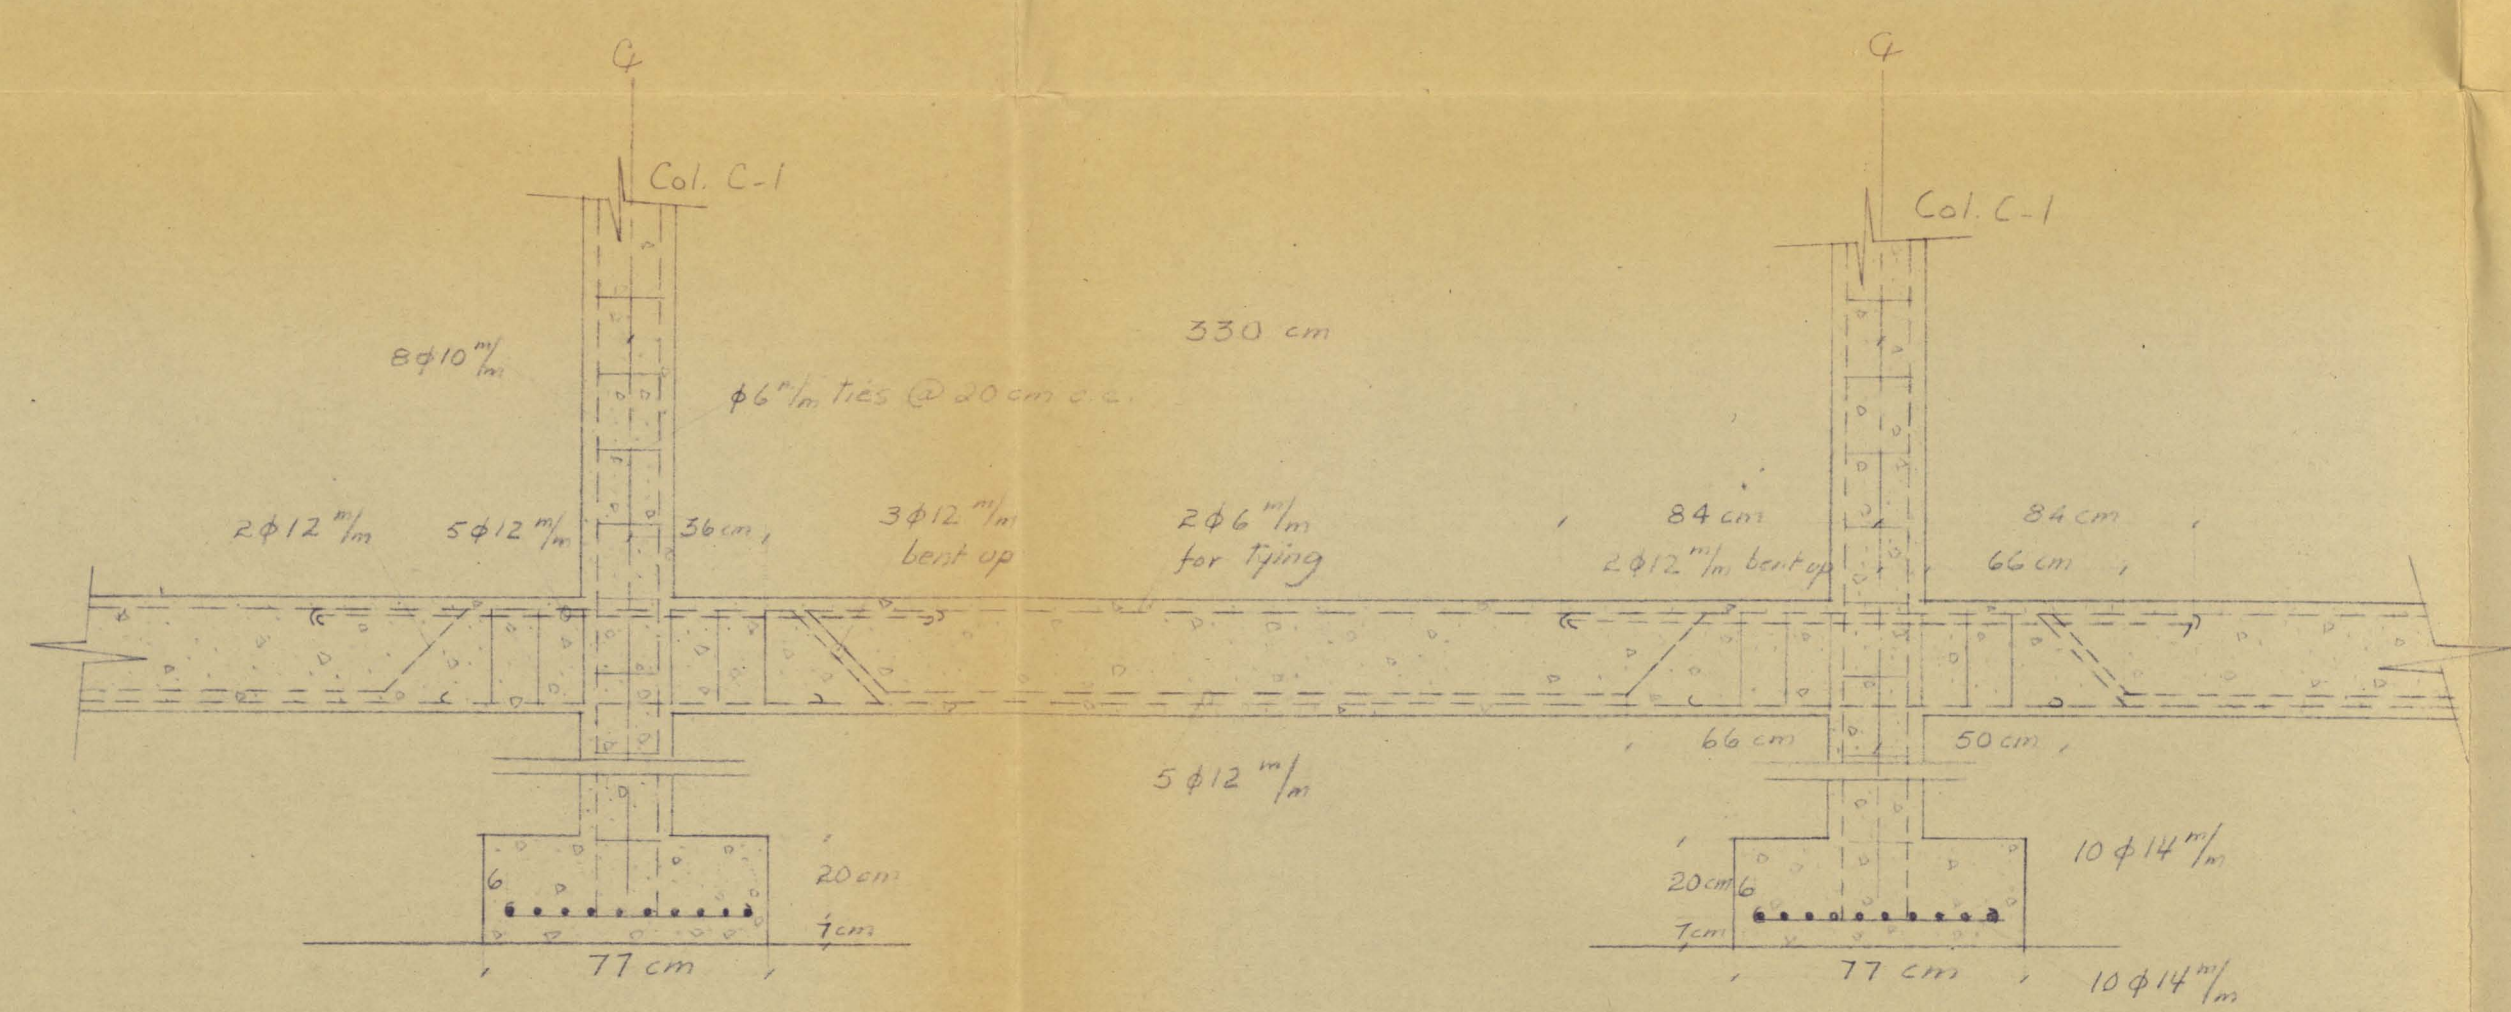 ℄
℄
Col. C-1
Col. C-1
330 cm
8ϕ10 m/m
ϕ6 m/m ties @ 20 cm c.c.
2ϕ12 m/m
5ϕ12 m/m
36 cm
3ϕ12 m/m
bent up
2ϕ6 m/m
for tying
84 cm
84 cm
2ϕ12 m/m bent up
66 cm
66 cm
50 cm
5ϕ12 m/m
20 cm
7 cm
77 cm
20 cm
7 cm
77 cm
10ϕ14 m/m
10ϕ14 m/m